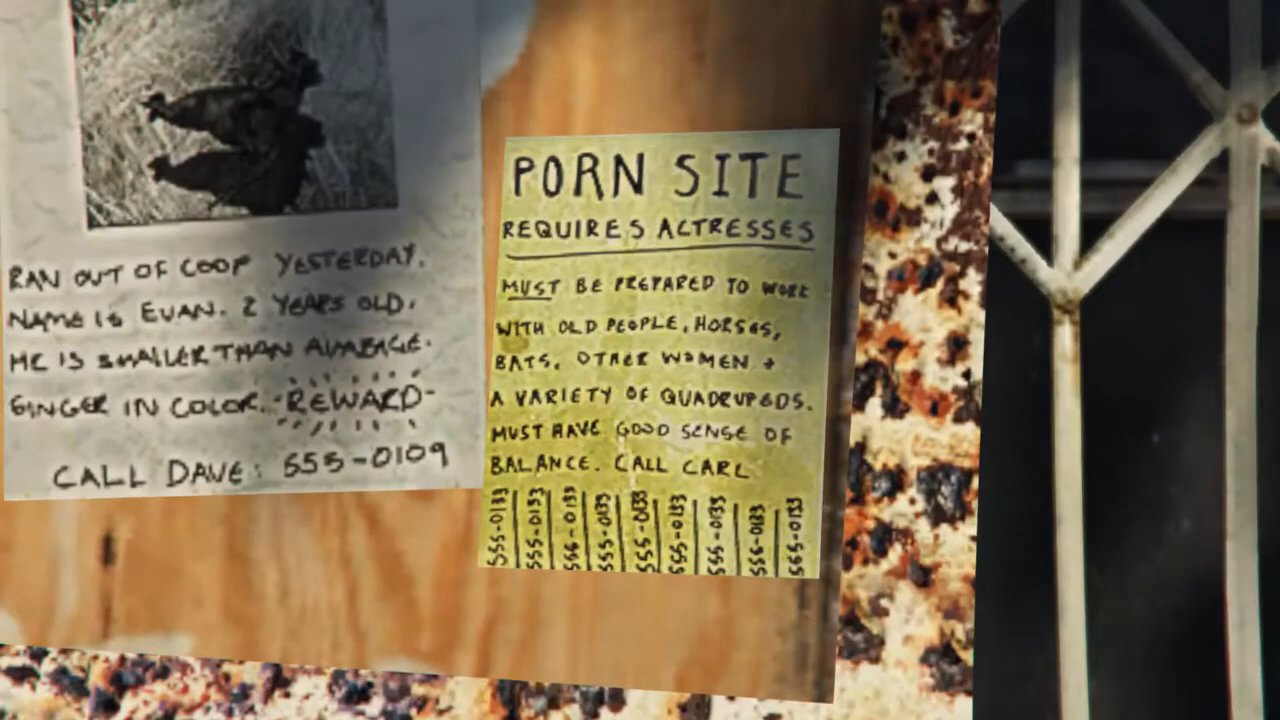 RAN OUT OF COOP YESTERDAY.
NAME IS EVAN. 2 YEARS OLD.
HE IS SMALLER THAN AVARAGE.
GINGER IN COLOR. -REWARD-
CALL DAVE: 555-0109
PORN SITE
REQUIRES ACTRESSES
MUST BE PREPARED TO WORK
WITH OLD PEOPLE, HORSES,
BATS, OTHER WOMEN +
A VARIETY OF QUADRUPEDS.
MUST HAVE GOOD SENSE OF
BALANCE. CALL CARL
555-0133 555-0133 555-0133 555-0133 555-0133 555-0133 555-0133 555-0133 555-0133